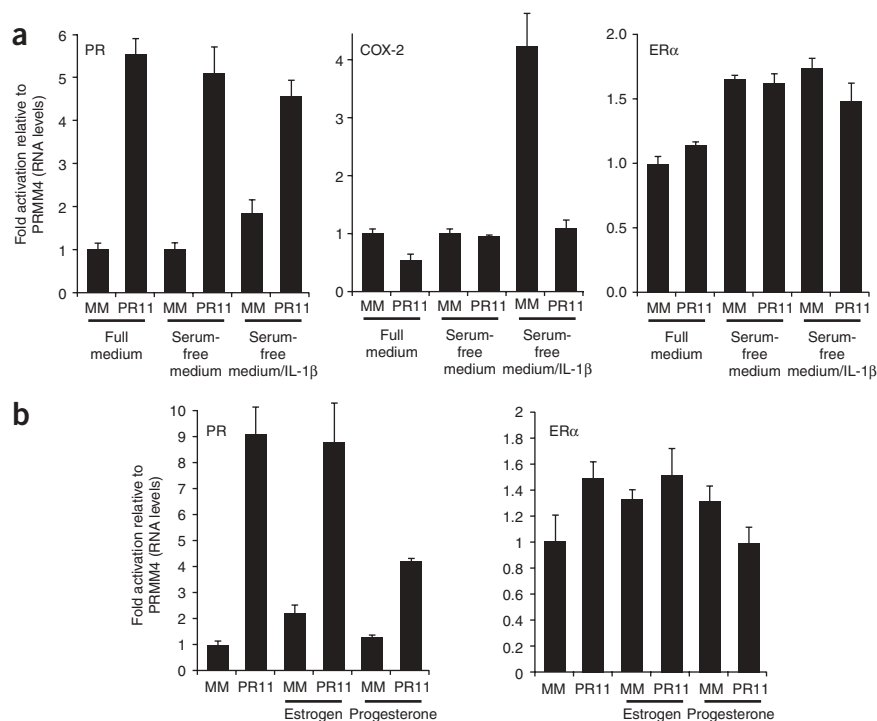 a
PR
Fold activation relative to
PRMM4 (RNA levels)
6
5
4
3
2
1
0
MM PR11 MM PR11 MM PR11
Full
medium
Serum-
free
medium
Serum-
free
medium/IL-1β
COX-2
4
3
2
1
0
MM PR11 MM PR11 MM PR11
Full
medium
Serum-
free
medium
Serum-
free
medium/IL-1β
ERα
2.0
1.5
1.0
0.5
0.0
MM PR11 MM PR11 MM PR11
Full
medium
Serum-
free
medium
Serum-
free
medium/IL-1β
b
PR
Fold activation relative to
PRMM4 (RNA levels)
10
9
8
7
6
5
4
3
2
1
0
MM PR11 MM PR11 MM PR11
Estrogen Progesterone
ERα
2
1.8
1.6
1.4
1.2
1
0.8
0.6
0.4
0.2
0
MM PR11 MM PR11 MM PR11
Estrogen Progesterone